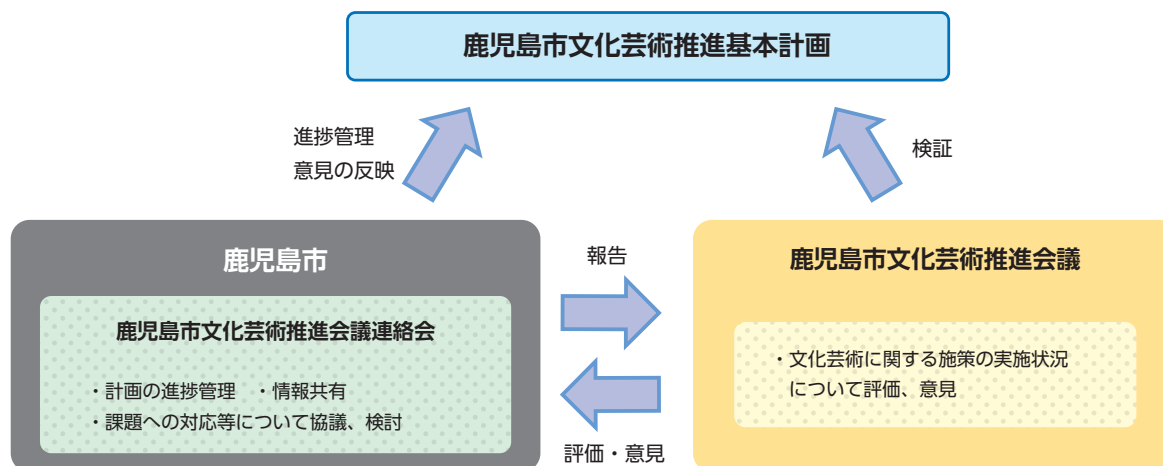 鹿児島市文化芸術推進基本計画
進捗管理
意見の反映
検証
鹿児島市
鹿児島市文化芸術推進会議連絡会
・計画の進捗管理　・情報共有
・課題への対応等について協議、検討
報告
評価・意見
鹿児島市文化芸術推進会議
・文化芸術に関する施策の実施状況
について評価、意見